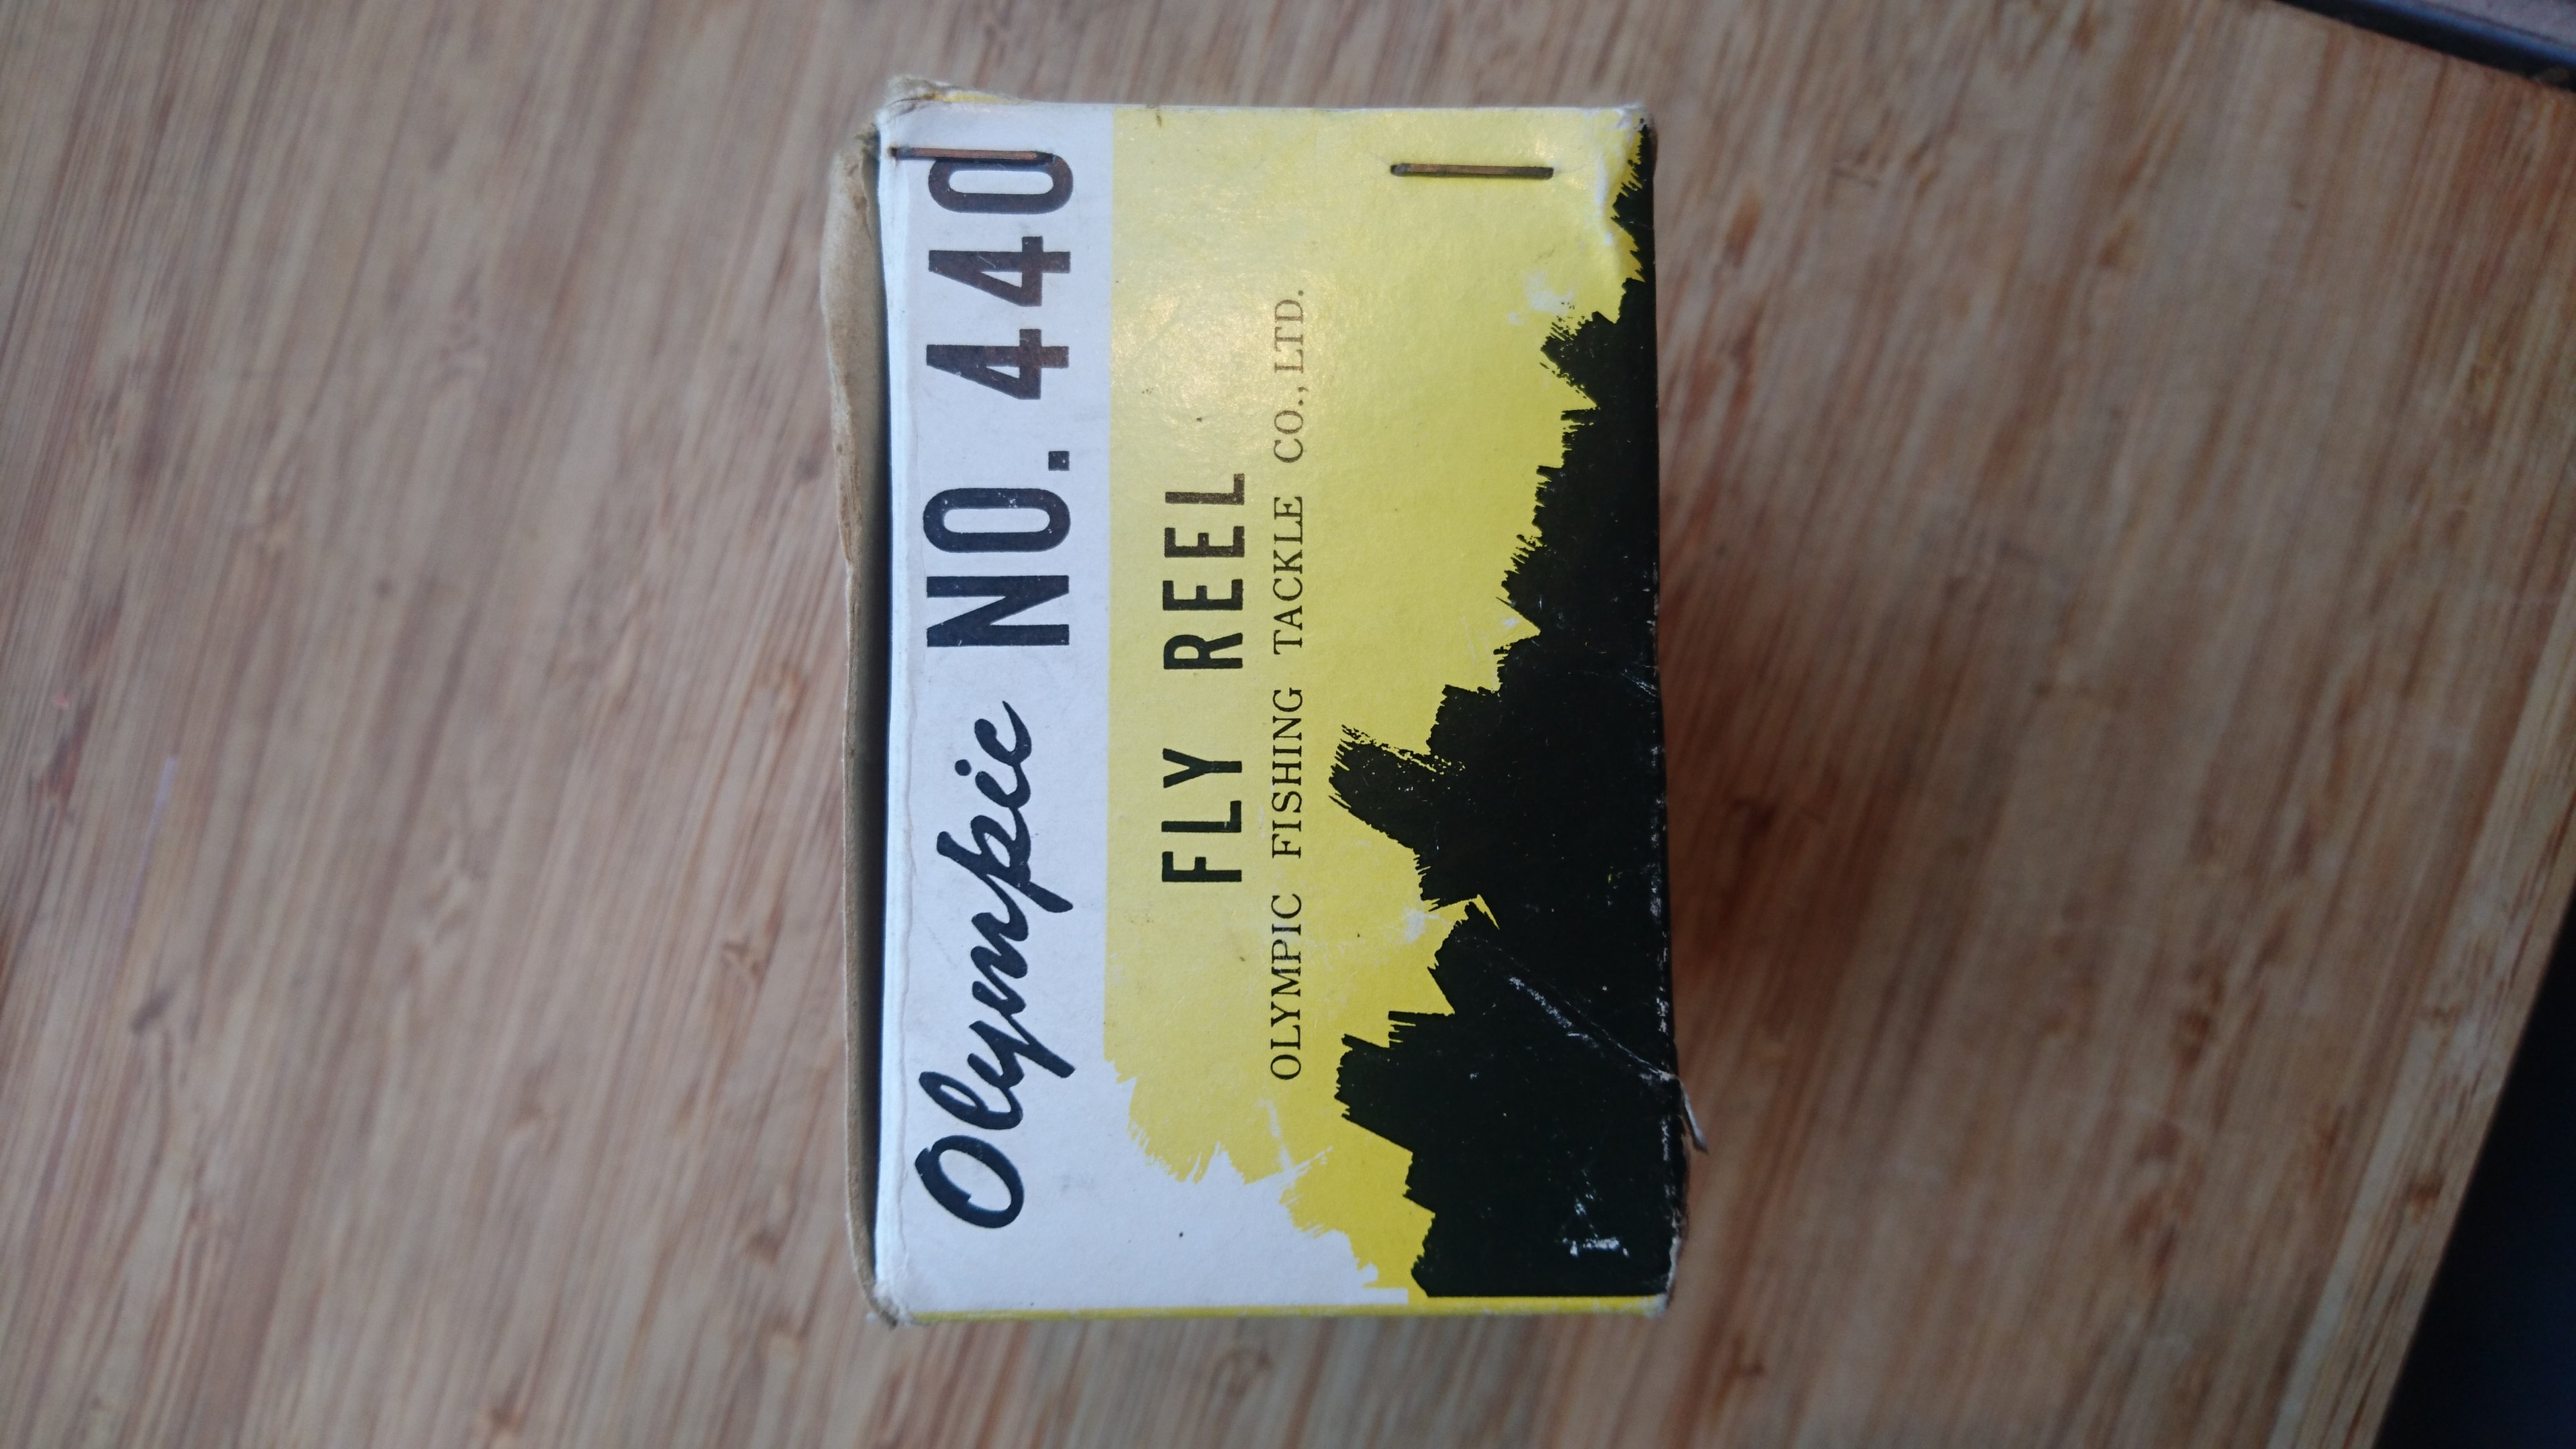 Olympic NO. 440
FLY REEL
OLYMPIC FISHING TACKLE CO., LTD.